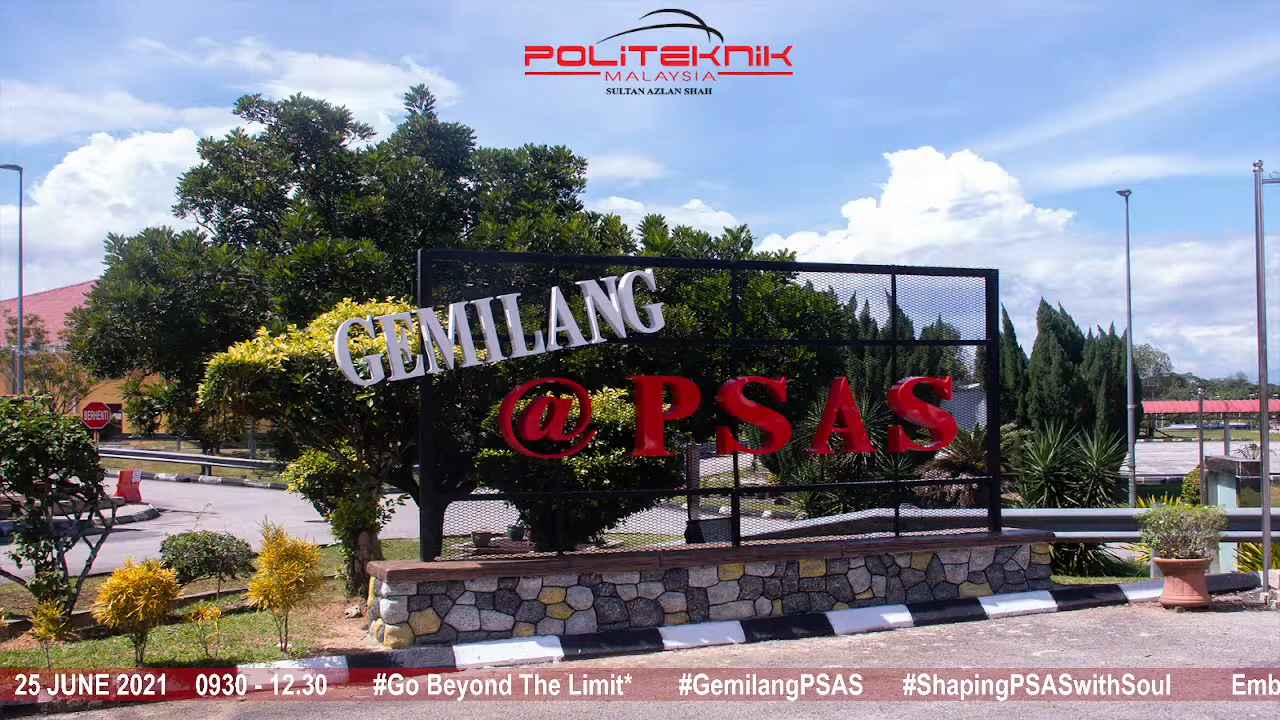 POLiTEKNiK
MALAYSIA
SULTAN AZLAN SHAH
GEMILANG
@PSAS
BERHENTI
25 JUNE 2021 0930 - 12.30 #Go Beyond The Limit* #GemilangPSAS #ShapingPSASwithSoul Emb